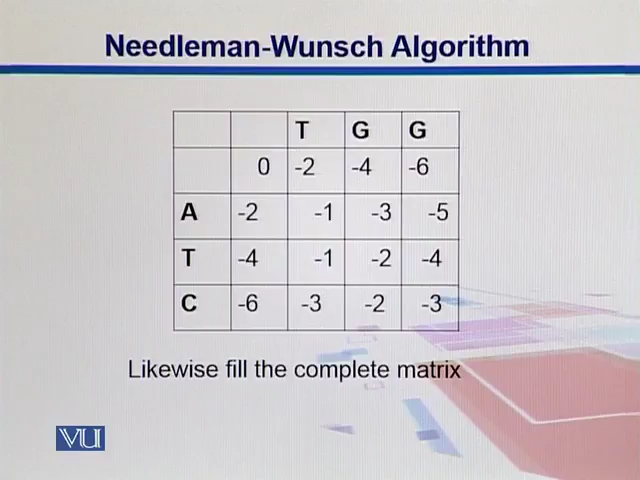 Needleman-Wunsch Algorithm
T G G
0 -2 -4 -6
A -2 -1 -3 -5
T -4 -1 -2 -4
C -6 -3 -2 -3
Likewise fill the complete matrix
VU